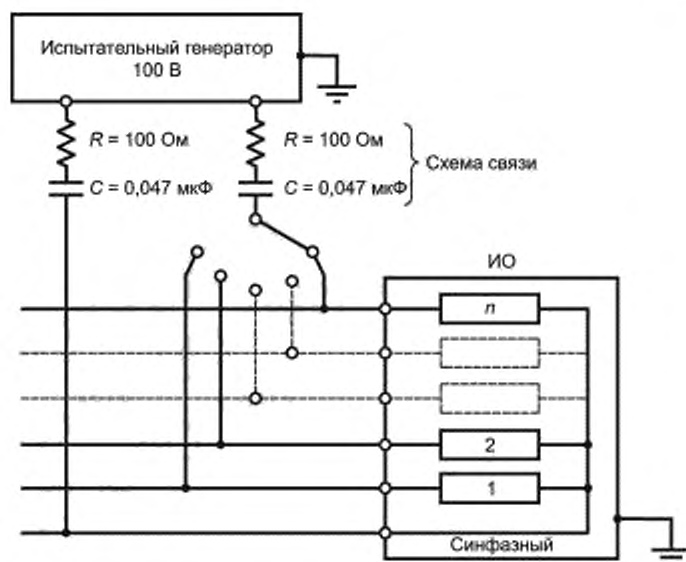 Испытательный генератор
100 В
R = 100 Ом
R = 100 Ом
Схема связи
C = 0,047 мкФ
C = 0,047 мкФ
ИО
n
2
1
Синфазный